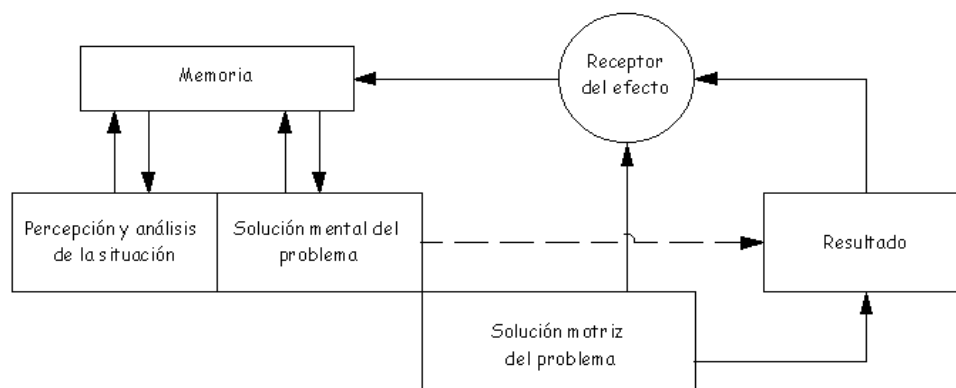 Memoria
Receptor
del efecto
Percepción y análisis
de la situación
Solución mental del
problema
Resultado
Solución motriz
del problema